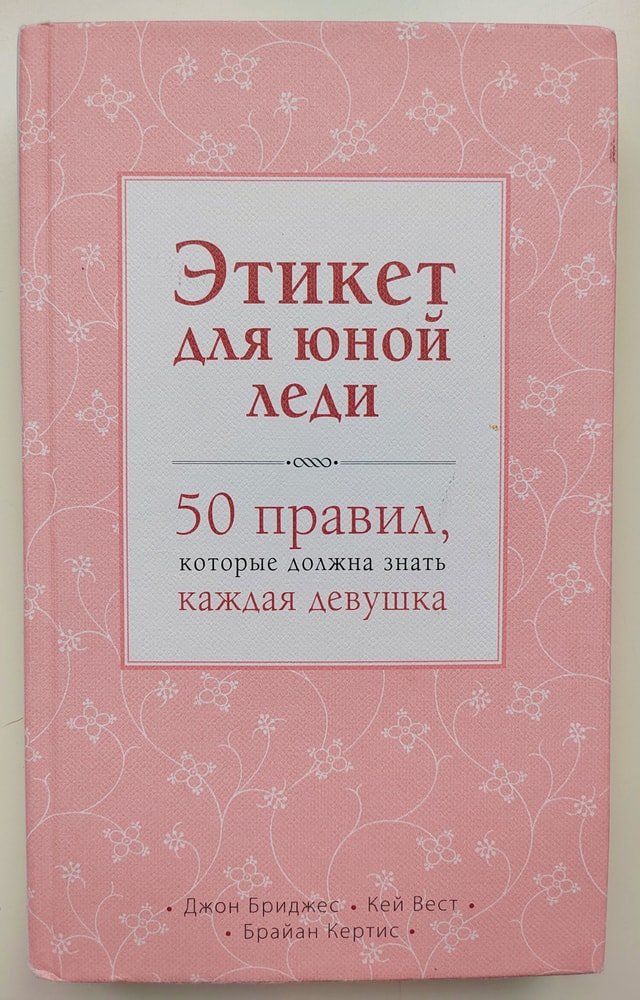 Этикет
для юной
леди
50 правил,
которые должна знать
каждая девушка
• Джон Бриджес • Кей Вест •
• Брайан Кертис •